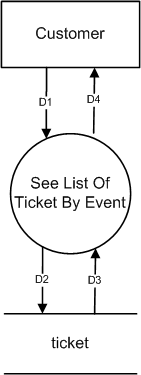 Customer
D1
D4
See List Of
Ticket By Event
D2
D3
ticket